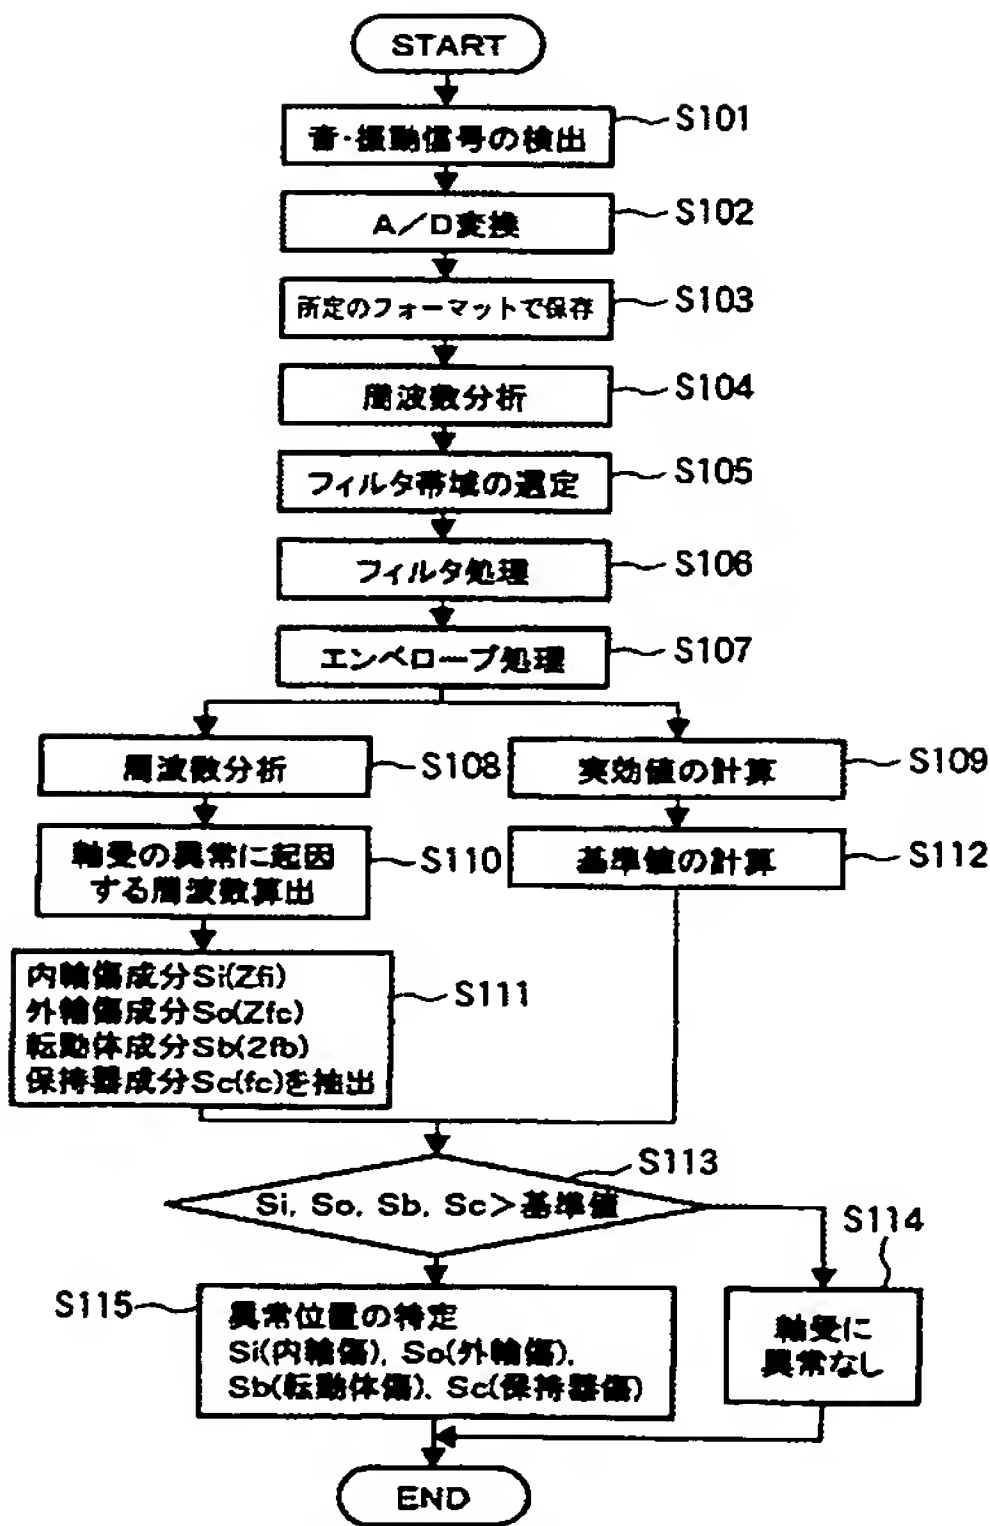 START
音・振動信号の検出
S101
A/D変換
S102
所定のフォーマットで保存
S103
周波数分析
S104
フィルタ帯域の選定
S105
フィルタ処理
S106
エンベロープ処理
S107
周波数分析
S108
実効値の計算
S109
軸受の異常に起因
する周波数算出
S110
基準値の計算
S112
内輪傷成分Si(Zfi)
外輪傷成分So(Zfc)
転動体成分Sb(2fb)
保持器成分Sc(fc)を抽出
S111
S113
Si, So, Sb, Sc>基準値
S114
S115
異常位置の特定
Si(内輪傷), So(外輪傷),
Sb(転動体傷), Sc(保持器傷)
軸受に
異常なし
END